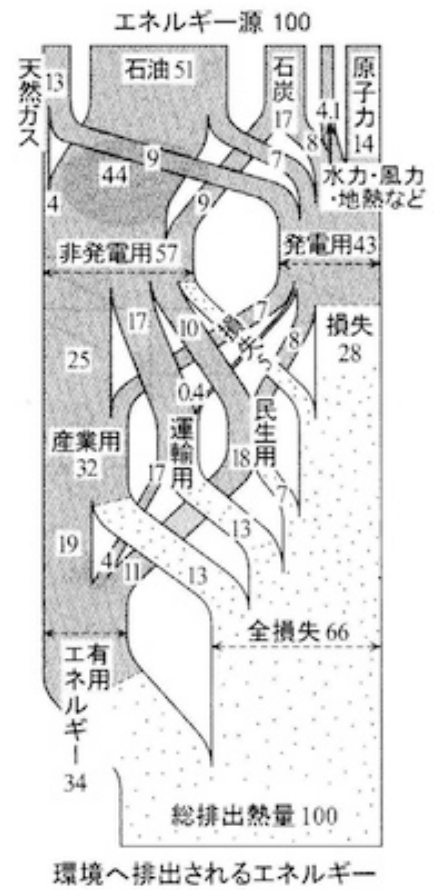 エネルギー源 100
天然ガス
13
石油 51
石炭
17
4.1
原子力
14
8
9
7
水力・風力
・地熱など
44
4
9
非発電用 57
発電用 43
17
10
7
損失 5
8
損失
28
25
0.4
産業用
32
運輸用
民生用
17
18
7
19
13
4
11
13
全損失 66
有用
エネルギー
34
総排出熱量 100
環境へ排出されるエネルギー